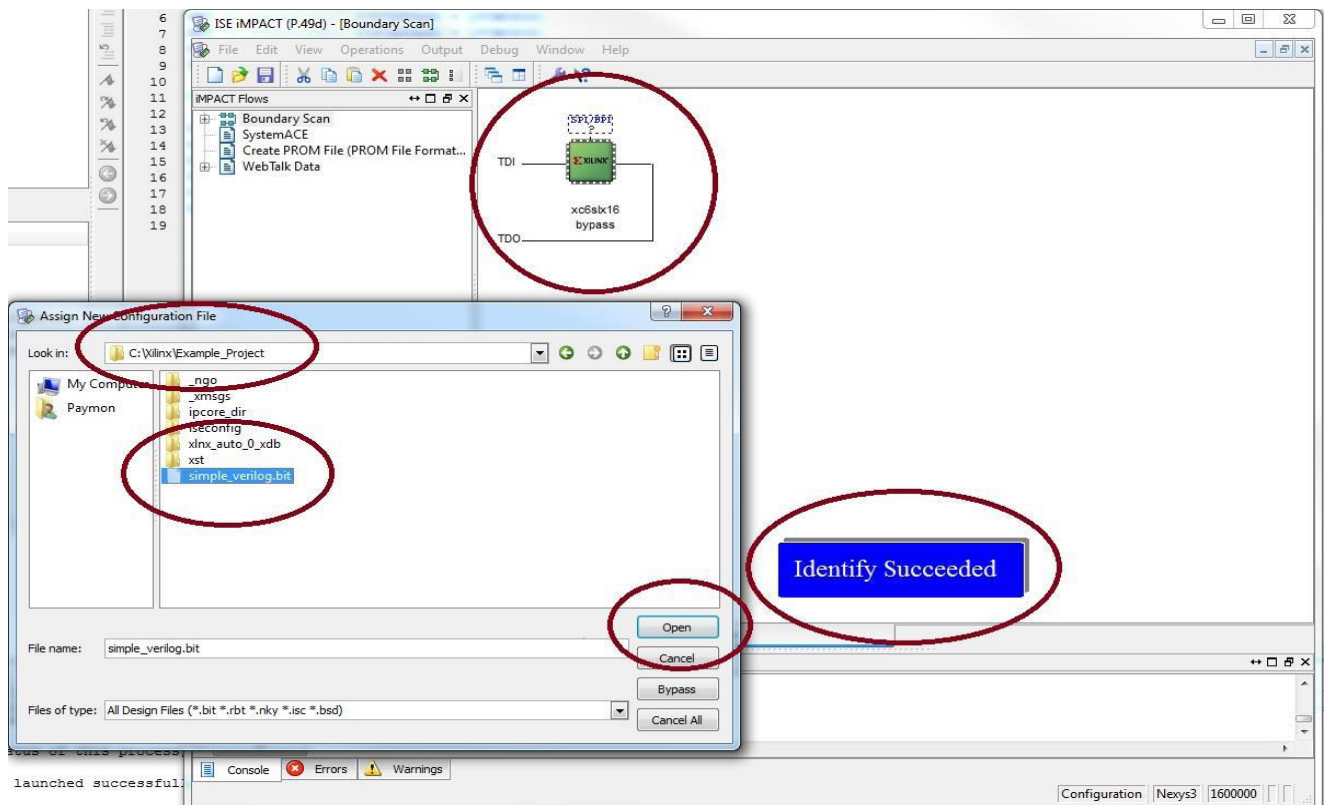 6
7
8
9
10
11
12
13
14
15
16
17
18
19
ISE iMPACT (P.49d) - [Boundary Scan]
File Edit View Operations Output Debug Window Help
iMPACT Flows
Boundary Scan
SystemACE
Create PROM File (PROM File Format...
WebTalk Data
SPI/BPI
?
TDI
XILINX
xc6slx16
bypass
TDO
Assign New Configuration File
Look in: C:\Xilinx\Example_Project
My Computer
Paymon
_ngo
_xmsgs
ipcore_dir
iseconfig
xlnx_auto_0_xdb
xst
simple_verilog.bit
Identify Succeeded
Open
File name: simple_verilog.bit
Cancel
Bypass
Files of type: All Design Files (*.bit *.rbt *.nky *.isc *.bsd)
Cancel All
of this process
launched successful
Console Errors Warnings
Configuration Nexys3 1600000